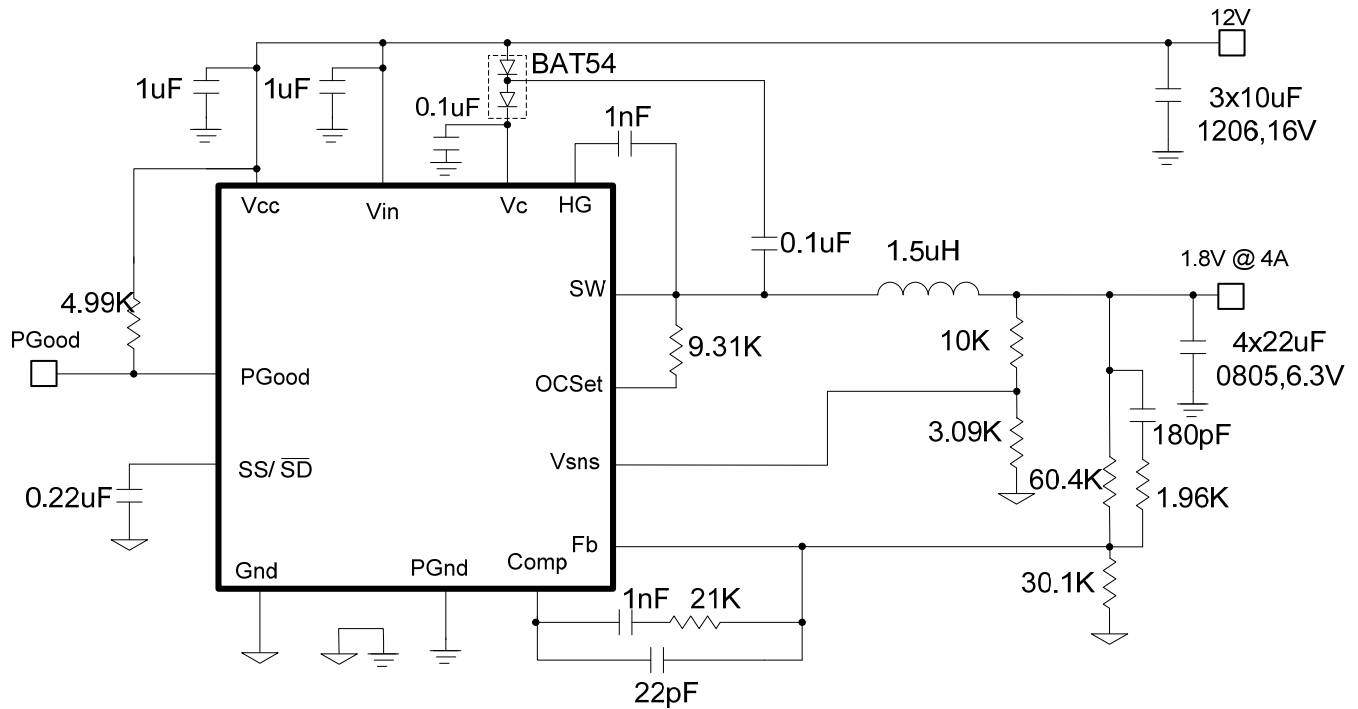 12V
BAT54
1uF
1uF
0.1uF
1nF
3x10uF
1206,16V
Vcc
Vin
Vc
HG
0.1uF
1.5uH
1.8V @ 4A
SW
4.99K
9.31K
10K
4x22uF
0805,6.3V
PGood
PGood
OCSet
3.09K
180pF
Vsns
SS/ SD
60.4K
1.96K
0.22uF
Fb
Comp
Gnd
PGnd
30.1K
1nF
21K
22pF